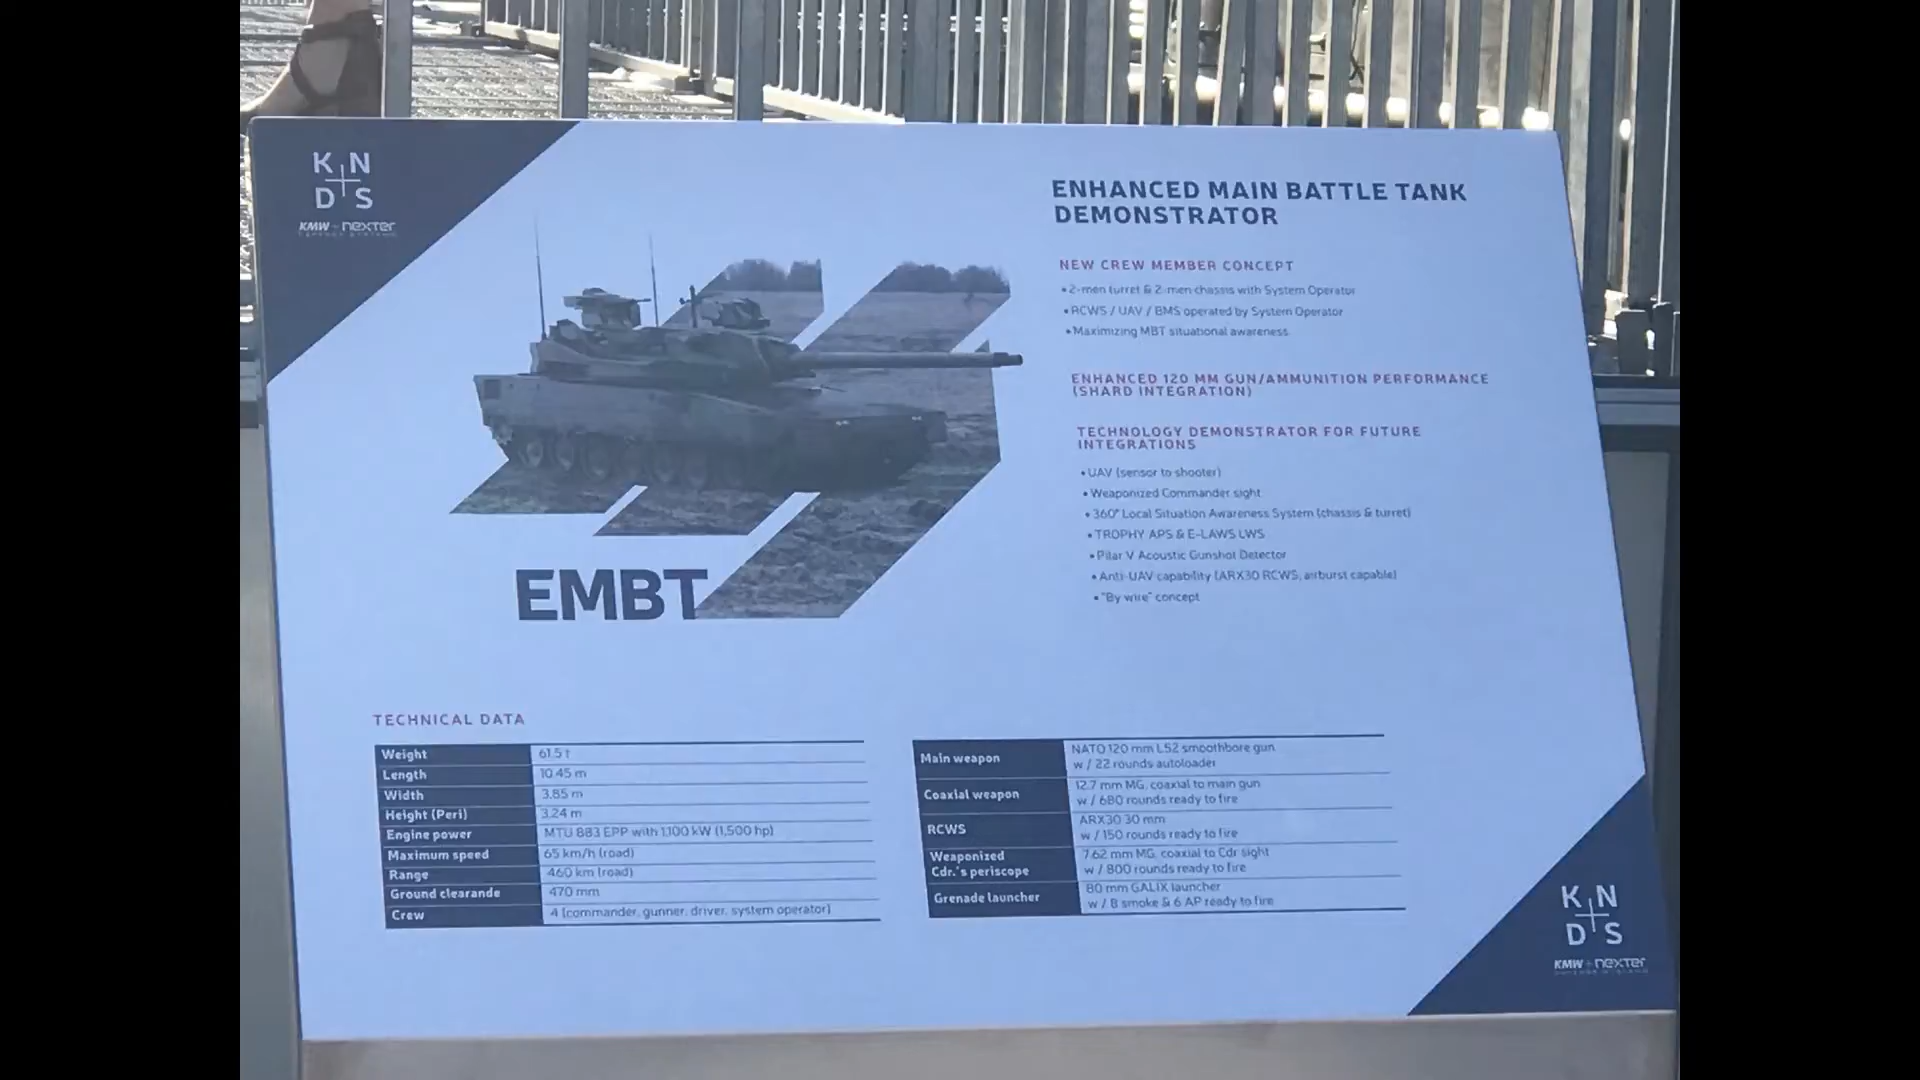 K N
D S
KMW + nexter
ENHANCED MAIN BATTLE TANK
DEMONSTRATOR
NEW CREW MEMBER CONCEPT
• 2-men turret & 2-men chassis with System Operator
• RCWS / UAV / BMS operated by System Operator
• Maximizing MBT situational awareness
ENHANCED 120 MM GUN/AMMUNITION PERFORMANCE
(SHARD INTEGRATION)
TECHNOLOGY DEMONSTRATOR FOR FUTURE
INTEGRATIONS
• UAV (sensor to shooter)
• Weaponized Commander sight
• 360° Local Situation Awareness System (chassis & turret)
• TROPHY APS & E-LAWS LWS
• Pilar V Acoustic Gunshot Detector
• Anti-UAV capability (ARX30 RCWS, airburst capable)
• "By wire" concept
EMBT
TECHNICAL DATA
Weight 61.5 t
Length 10.45 m
Width 3.85 m
Height (Peri) 3.24 m
Engine power MTU 883 EPP with 1.100 kW (1,500 hp)
Maximum speed 65 km/h (road)
Range 460 km (road)
Ground clearande 470 mm
Crew 4 (commander, gunner, driver, system operator)
Main weapon NATO 120 mm L52 smoothbore gun
w / 22 rounds autoloader
Coaxial weapon 12.7 mm MG, coaxial to main gun
w / 680 rounds ready to fire
RCWS ARX30 30 mm
w / 150 rounds ready to fire
Weaponized
Cdr.'s periscope 7.62 mm MG, coaxial to Cdr sight
w / 800 rounds ready to fire
Grenade launcher 80 mm GALIX launcher
w / 8 smoke & 6 AP ready to fire
K N
D S
KMW + nexter